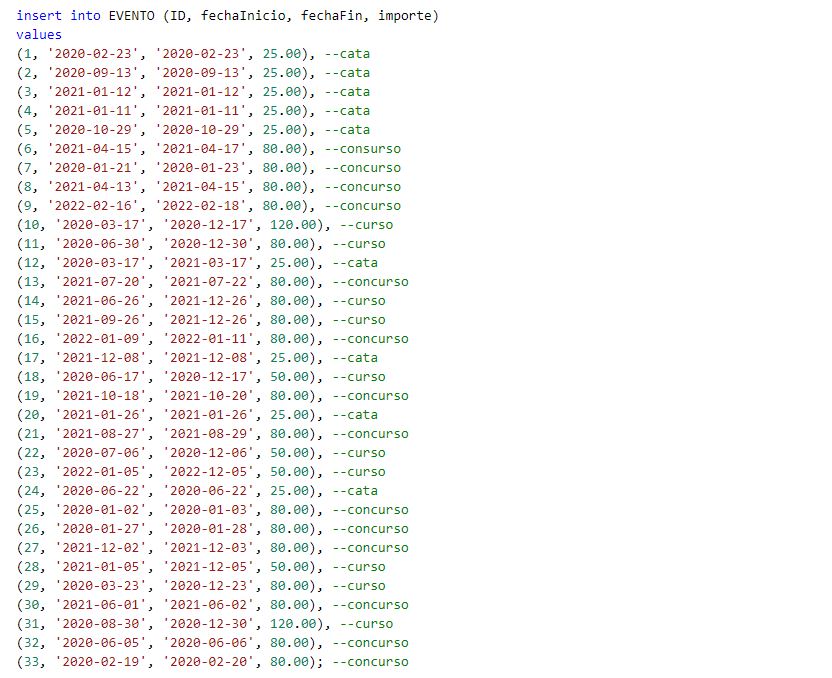 insert into EVENTO (ID, fechaInicio, fechaFin, importe)
values
(1, '2020-02-23', '2020-02-23', 25.00), --cata
(2, '2020-09-13', '2020-09-13', 25.00), --cata
(3, '2021-01-12', '2021-01-12', 25.00), --cata
(4, '2021-01-11', '2021-01-11', 25.00), --cata
(5, '2020-10-29', '2020-10-29', 25.00), --cata
(6, '2021-04-15', '2021-04-17', 80.00), --consurso
(7, '2020-01-21', '2020-01-23', 80.00), --concurso
(8, '2021-04-13', '2021-04-15', 80.00), --concurso
(9, '2022-02-16', '2022-02-18', 80.00), --concurso
(10, '2020-03-17', '2020-12-17', 120.00), --curso
(11, '2020-06-30', '2020-12-30', 80.00), --curso
(12, '2020-03-17', '2021-03-17', 25.00), --cata
(13, '2021-07-20', '2021-07-22', 80.00), --concurso
(14, '2021-06-26', '2021-12-26', 80.00), --curso
(15, '2021-09-26', '2021-12-26', 80.00), --curso
(16, '2022-01-09', '2022-01-11', 80.00), --concurso
(17, '2021-12-08', '2021-12-08', 25.00), --cata
(18, '2020-06-17', '2020-12-17', 50.00), --curso
(19, '2021-10-18', '2021-10-20', 80.00), --concurso
(20, '2021-01-26', '2021-01-26', 25.00), --cata
(21, '2021-08-27', '2021-08-29', 80.00), --concurso
(22, '2020-07-06', '2020-12-06', 50.00), --curso
(23, '2022-01-05', '2022-12-05', 50.00), --curso
(24, '2020-06-22', '2020-06-22', 25.00), --cata
(25, '2020-01-02', '2020-01-03', 80.00), --concurso
(26, '2020-01-27', '2020-01-28', 80.00), --concurso
(27, '2021-12-02', '2021-12-03', 80.00), --concurso
(28, '2021-01-05', '2021-12-05', 50.00), --curso
(29, '2020-03-23', '2020-12-23', 80.00), --curso
(30, '2021-06-01', '2021-06-02', 80.00), --concurso
(31, '2020-08-30', '2020-12-30', 120.00), --curso
(32, '2020-06-05', '2020-06-06', 80.00), --concurso
(33, '2020-02-19', '2020-02-20', 80.00); --concurso